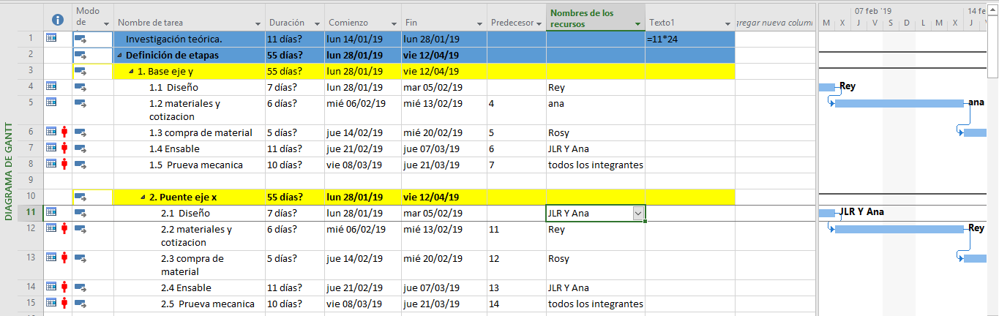 Modo de
Nombre de tarea Duración Comienzo Fin Predecesor Nombres de los recursos Texto1 gregar nueva colum
07 feb '19 14 fe
M X J V S D L M X J
1 Investigación teórica. 11 días? lun 14/01/19 lun 28/01/19 =11*24
2 Definición de etapas 55 días? lun 28/01/19 vie 12/04/19
3 1. Base eje y 55 días? lun 28/01/19 vie 12/04/19
4 1.1 Diseño 7 días? lun 28/01/19 mar 05/02/19 Rey Rey
5 1.2 materiales y cotizacion 6 días? mié 06/02/19 mié 13/02/19 4 ana ana
6 1.3 compra de material 5 días? jue 14/02/19 mié 20/02/19 5 Rosy
7 1.4 Ensable 11 días? jue 21/02/19 jue 07/03/19 6 JLR Y Ana
8 1.5 Prueva mecanica 10 días? vie 08/03/19 jue 21/03/19 7 todos los integrantes
9
10 2. Puente eje x 55 días? lun 28/01/19 vie 12/04/19
11 2.1 Diseño 7 días? lun 28/01/19 mar 05/02/19 JLR Y Ana JLR Y Ana
12 2.2 materiales y cotizacion 6 días? mié 06/02/19 mié 13/02/19 11 Rey Rey
13 2.3 compra de material 5 días? jue 14/02/19 mié 20/02/19 12 Rosy
14 2.4 Ensable 11 días? jue 21/02/19 jue 07/03/19 13 JLR Y Ana
15 2.5 Prueva mecanica 10 días? vie 08/03/19 jue 21/03/19 14 todos los integrantes
DIAGRAMA DE GANTT